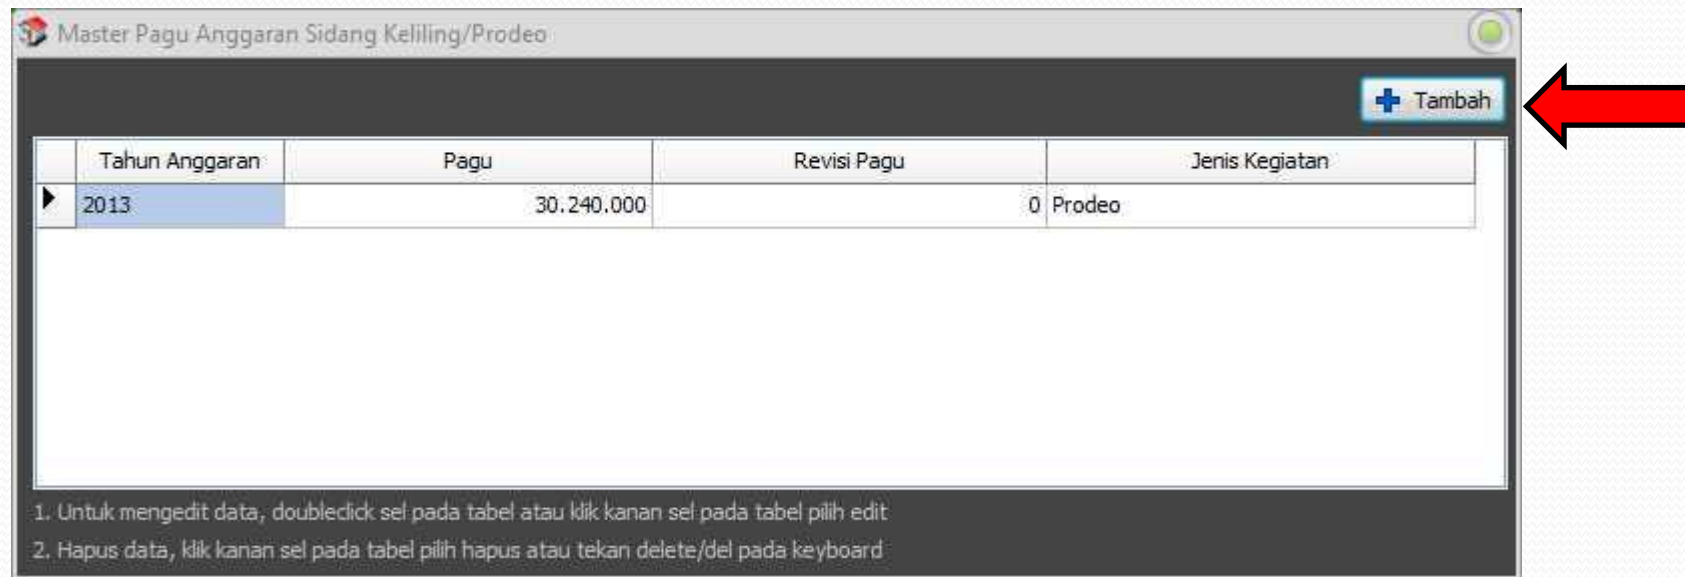 Master Pagu Anggaran Sidang Keliling/Prodeo
Tambah
Tahun Anggaran Pagu Revisi Pagu Jenis Kegiatan
2013 30.240.000 0 Prodeo
1. Untuk mengedit data, doubleclick sel pada tabel atau klik kanan sel pada tabel pilih edit
2. Hapus data, klik kanan sel pada tabel pilih hapus atau tekan delete/del pada keyboard